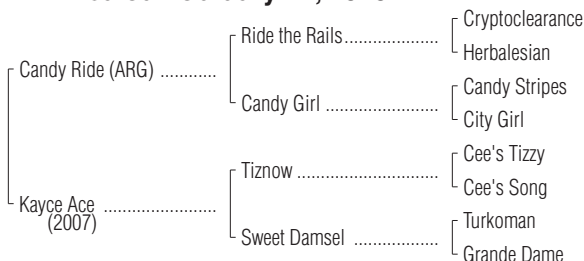 Cryptoclearance
Ride the Rails....................
Herbalesian
Candy Ride (ARG) ............
Candy Stripes
Candy Girl ........................
City Girl
Cee's Tizzy
Tiznow ..............................
Cee's Song
Kayce Ace ........................
(2007)
Turkoman
Sweet Damsel ..................
Grande Dame